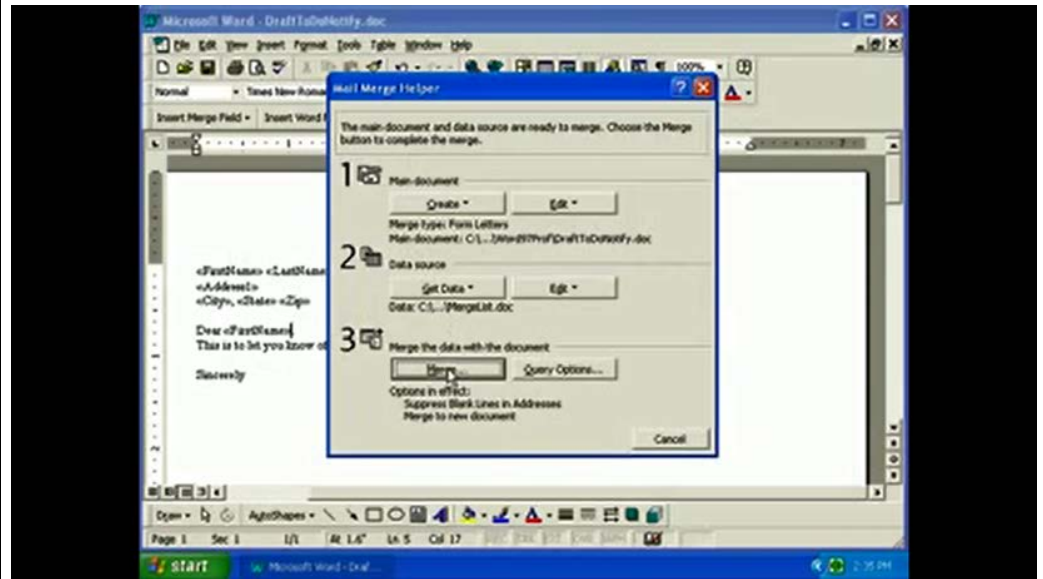 Microsoft Word - DraftToDoNotify.doc
File Edit View Insert Format Tools Table Window Help
100%
Normal Times New Roma
Insert Merge Field Insert Word
Mail Merge Helper
The main document and data source are ready to merge. Choose the Merge
button to complete the merge.
1 Main document
Create Edit
Merge type: Form Letters
Main document: C:\...\Word97Prof\DraftToDoNotify.doc
2 Data source
Get Data Edit
Data: C:\...\MergeList.doc
3 Merge the data with the document
Merge... Query Options...
Options in effect:
Suppress Blank Lines in Addresses
Merge to new document
Cancel
«FirstName» «LastName
«Address1»
«City», «State» «Zip»
Dear «FirstName»
This is to let you know of
Sincerely
Draw AutoShapes
Page 1 Sec 1 1/1 At 1.6" Ln 5 Col 17
start Microsoft Word - Draf... 2:35 PM